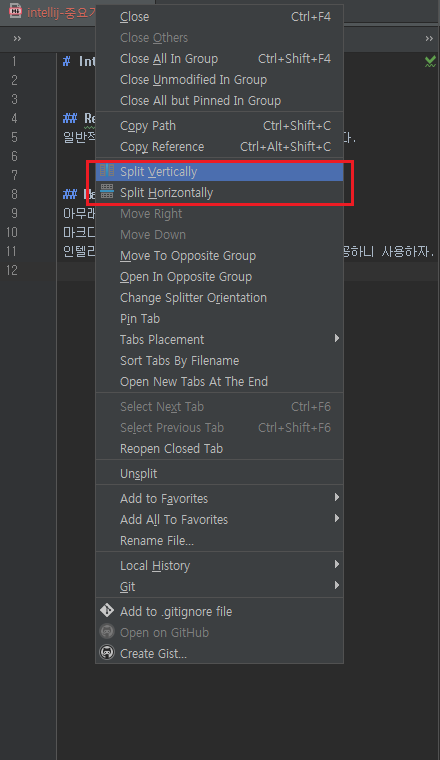 intellij-중요기
Close Ctrl+F4
Close Others
Close All In Group Ctrl+Shift+F4
Close Unmodified In Group
Close All but Pinned In Group
Copy Path Ctrl+Shift+C
Copy Reference Ctrl+Alt+Shift+C
Split Vertically
Split Horizontally
Move Right
Move Down
Move To Opposite Group
Open In Opposite Group
Change Splitter Orientation
Pin Tab
Tabs Placement
Sort Tabs By Filename
Open New Tabs At The End
Select Next Tab Ctrl+F6
Select Previous Tab Ctrl+Shift+F6
Reopen Closed Tab
Unsplit
Add to Favorites
Add All To Favorites
Rename File...
Local History
Git
Add to .gitignore file
Open on GitHub
Create Gist...
1 # Int
2
3
4 ## Re
5 일반적 다.
6
7
8 ## Me
9 아무래
10 마크다
11 인텔리 공하니 사용하자.
12